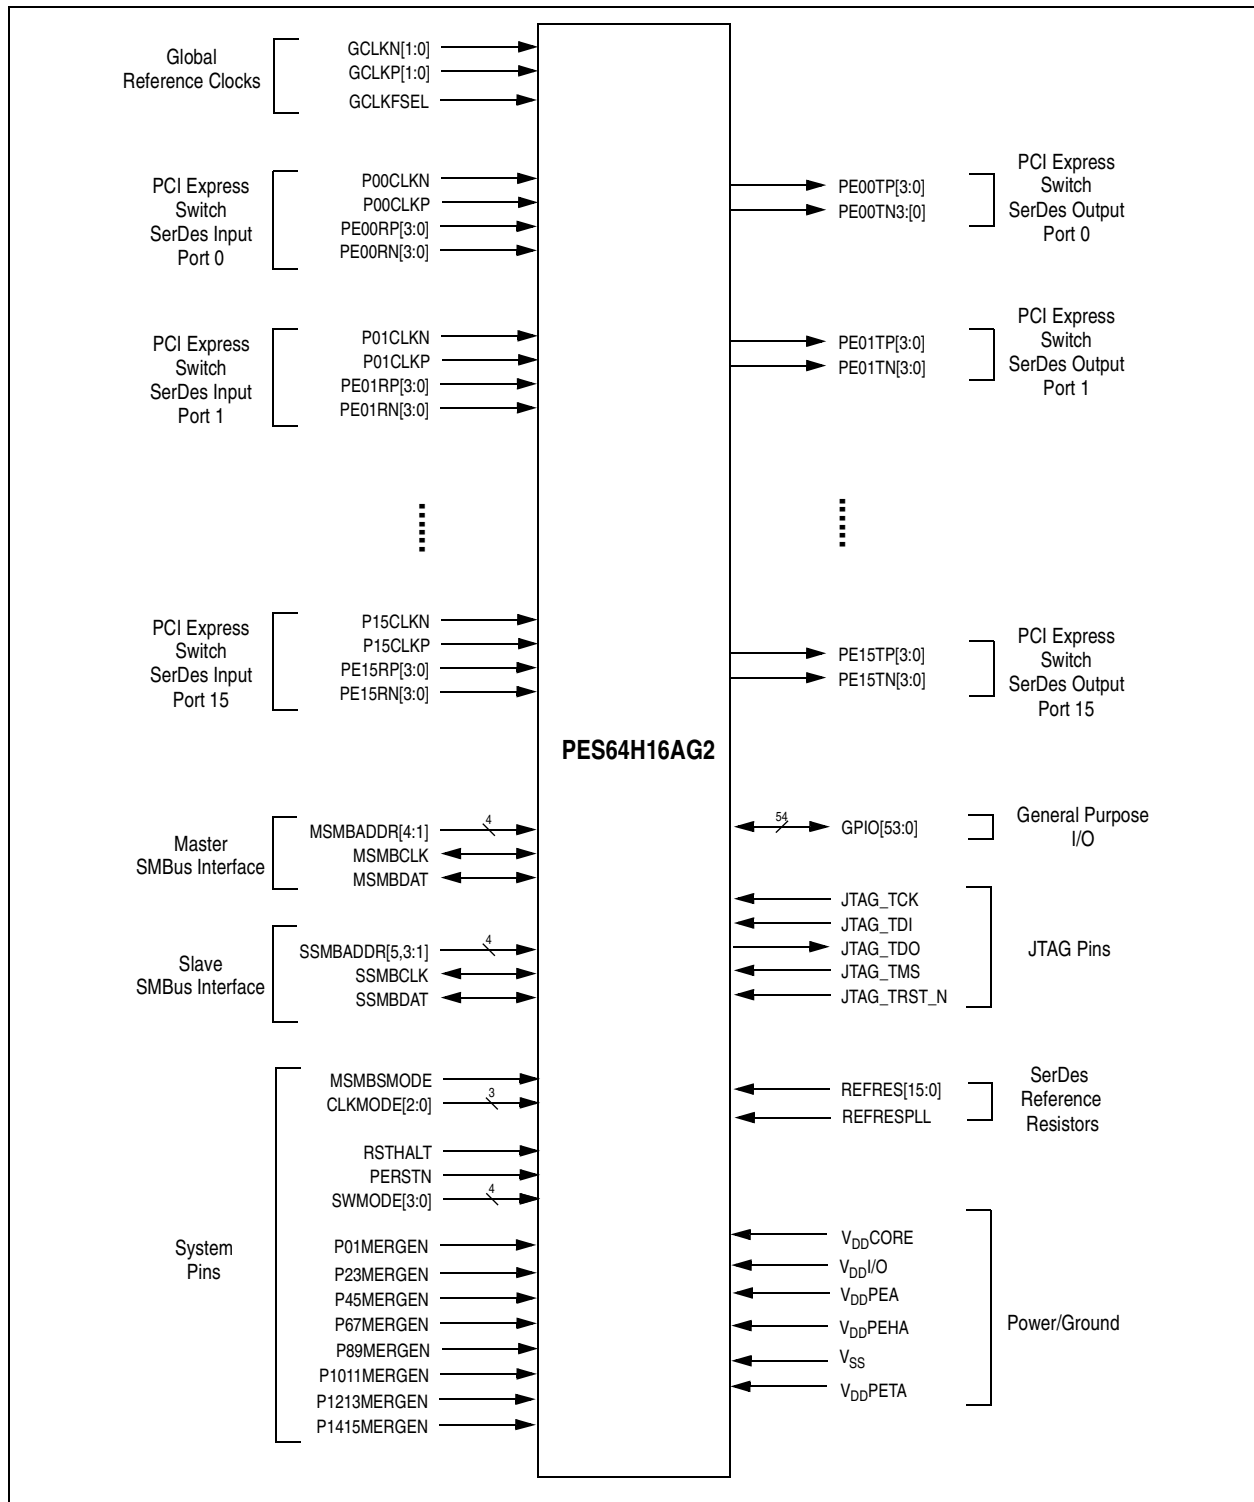 Global
Reference Clocks
GCLKN[1:0]
GCLKP[1:0]
GCLKFSEL
PCI Express
Switch
SerDes Input
Port 0
P00CLKN
P00CLKP
PE00RP[3:0]
PE00RN[3:0]
PE00TP[3:0]
PE00TN3:[0]
PCI Express
Switch
SerDes Output
Port 0
PCI Express
Switch
SerDes Input
Port 1
P01CLKN
P01CLKP
PE01RP[3:0]
PE01RN[3:0]
PE01TP[3:0]
PE01TN[3:0]
PCI Express
Switch
SerDes Output
Port 1
PCI Express
Switch
SerDes Input
Port 15
P15CLKN
P15CLKP
PE15RP[3:0]
PE15RN[3:0]
PE15TP[3:0]
PE15TN[3:0]
PCI Express
Switch
SerDes Output
Port 15
PES64H16AG2
Master
SMBus Interface
MSMBADDR[4:1]
4
MSMBCLK
MSMBDAT
54
GPIO[53:0]
General Purpose
I/O
Slave
SMBus Interface
SSMBADDR[5,3:1]
4
SSMBCLK
SSMBDAT
JTAG_TCK
JTAG_TDI
JTAG_TDO
JTAG_TMS
JTAG_TRST_N
JTAG Pins
System
Pins
MSMBSMODE
CLKMODE[2:0]
3
RSTHALT
PERSTN
SWMODE[3:0]
4
P01MERGEN
P23MERGEN
P45MERGEN
P67MERGEN
P89MERGEN
P1011MERGEN
P1213MERGEN
P1415MERGEN
REFRES[15:0]
REFRESPLL
SerDes
Reference
Resistors
VDDCORE
VDDI/O
VDDPEA
VDDPEHA
VSS
VDDPETA
Power/Ground